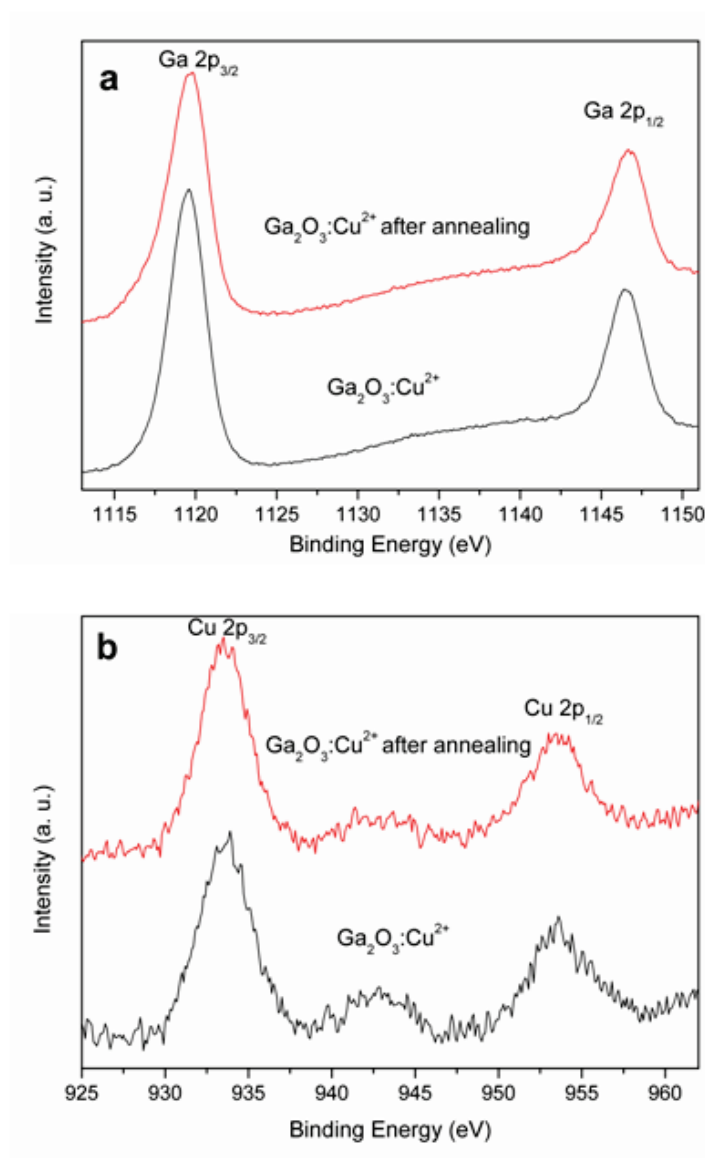 a
Ga 2p₃/₂
Ga 2p₁/₂
Ga₂O₃:Cu²⁺ after annealing
Ga₂O₃:Cu²⁺
Intensity (a. u.)
1115 1120 1125 1130 1135 1140 1145 1150
Binding Energy (eV)
b
Cu 2p₃/₂
Cu 2p₁/₂
Ga₂O₃:Cu²⁺ after annealing
Ga₂O₃:Cu²⁺
Intensity (a. u.)
925 930 935 940 945 950 955 960
Binding Energy (eV)